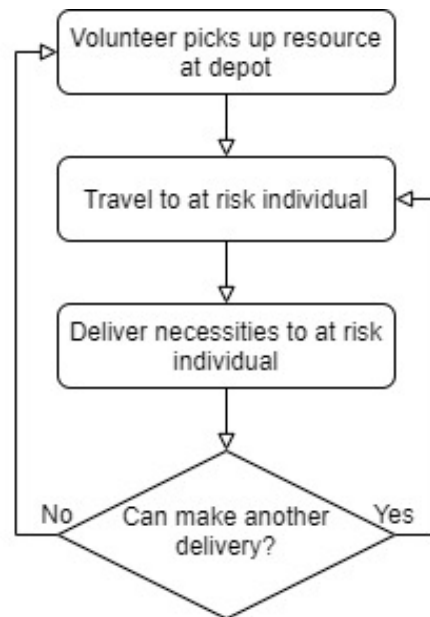 Volunteer picks up resource
at depot
Travel to at risk individual
Deliver necessities to at risk
individual
No
Can make another
delivery?
Yes